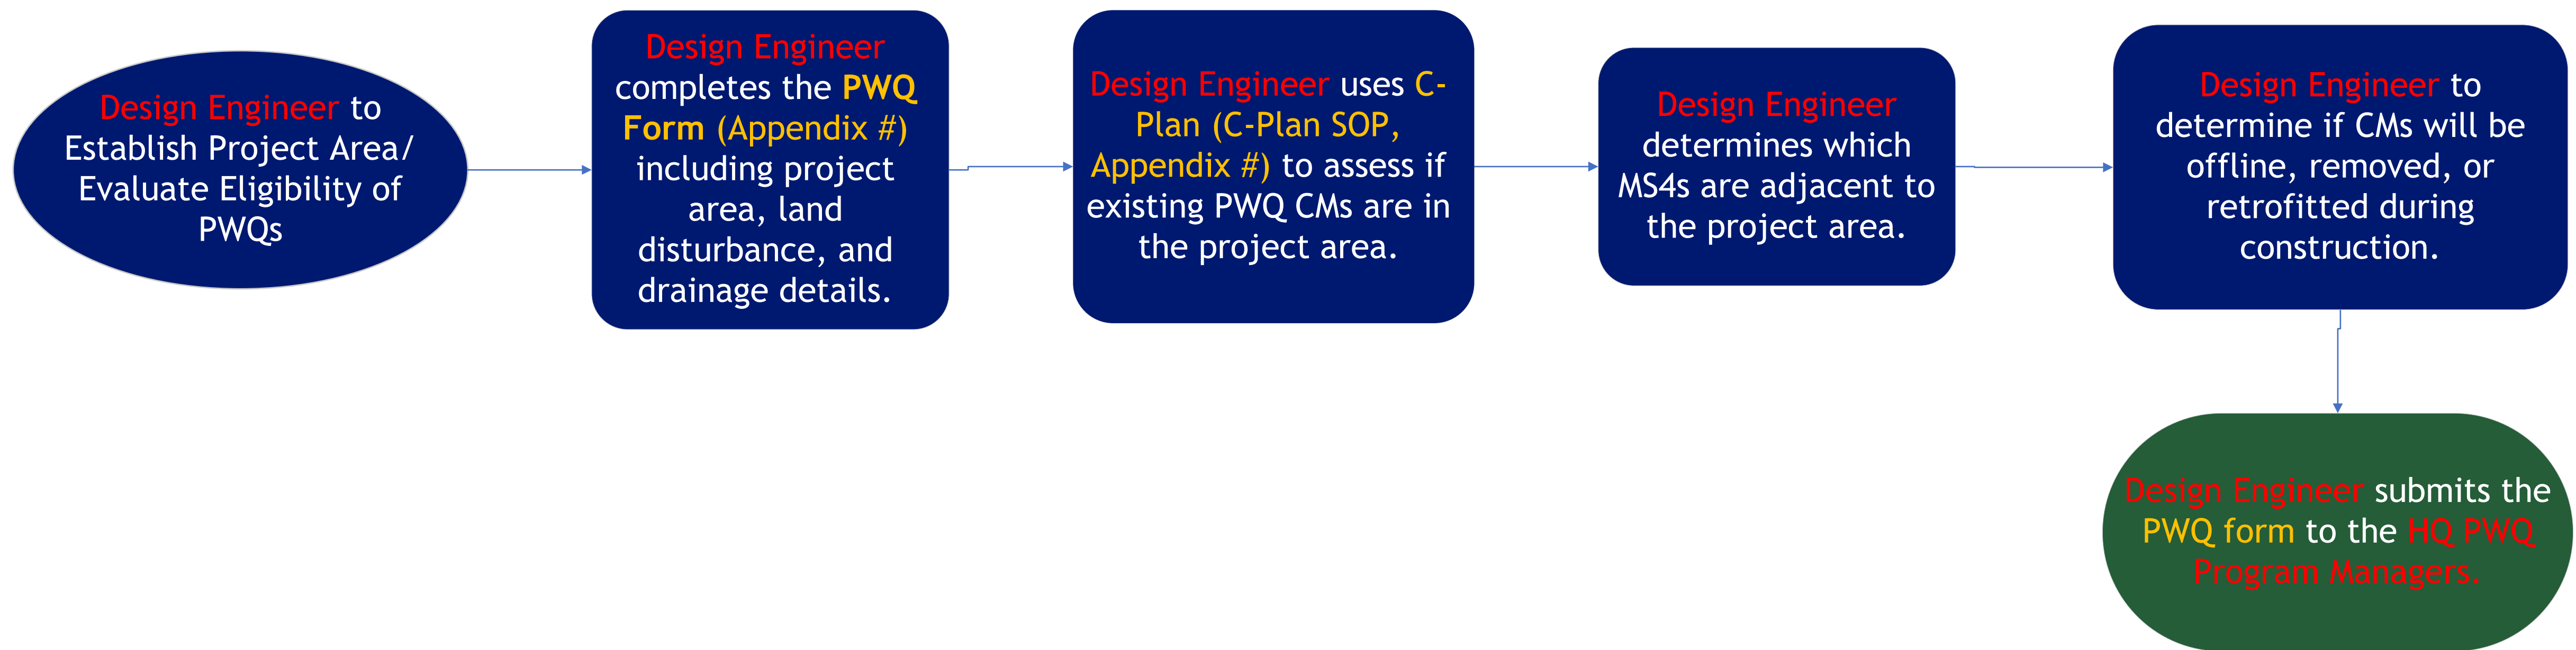 Design Engineer to
Establish Project Area/
Evaluate Eligibility of
PWQs
Design Engineer
completes the PWQ
Form (Appendix #)
including project
area, land
disturbance, and
drainage details.
Design Engineer uses C-
Plan (C-Plan SOP,
Appendix #) to assess if
existing PWQ CMs are in
the project area.
Design Engineer
determines which
MS4s are adjacent to
the project area.
Design Engineer to
determine if CMs will be
offline, removed, or
retrofitted during
construction.
Design Engineer submits the
PWQ form to the HQ PWQ
Program Managers.